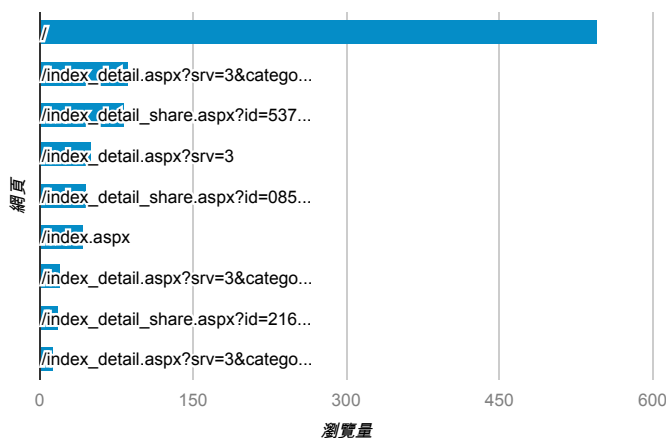 /
/index_detail.aspx?srv=3&catego...
/index_detail_share.aspx?id=537...
/index_detail.aspx?srv=3
/index_detail_share.aspx?id=085...
/index.aspx
/index_detail.aspx?srv=3&catego...
/index_detail_share.aspx?id=216...
/index_detail.aspx?srv=3&catego...
網頁
0 150 300 450 600
瀏覽量